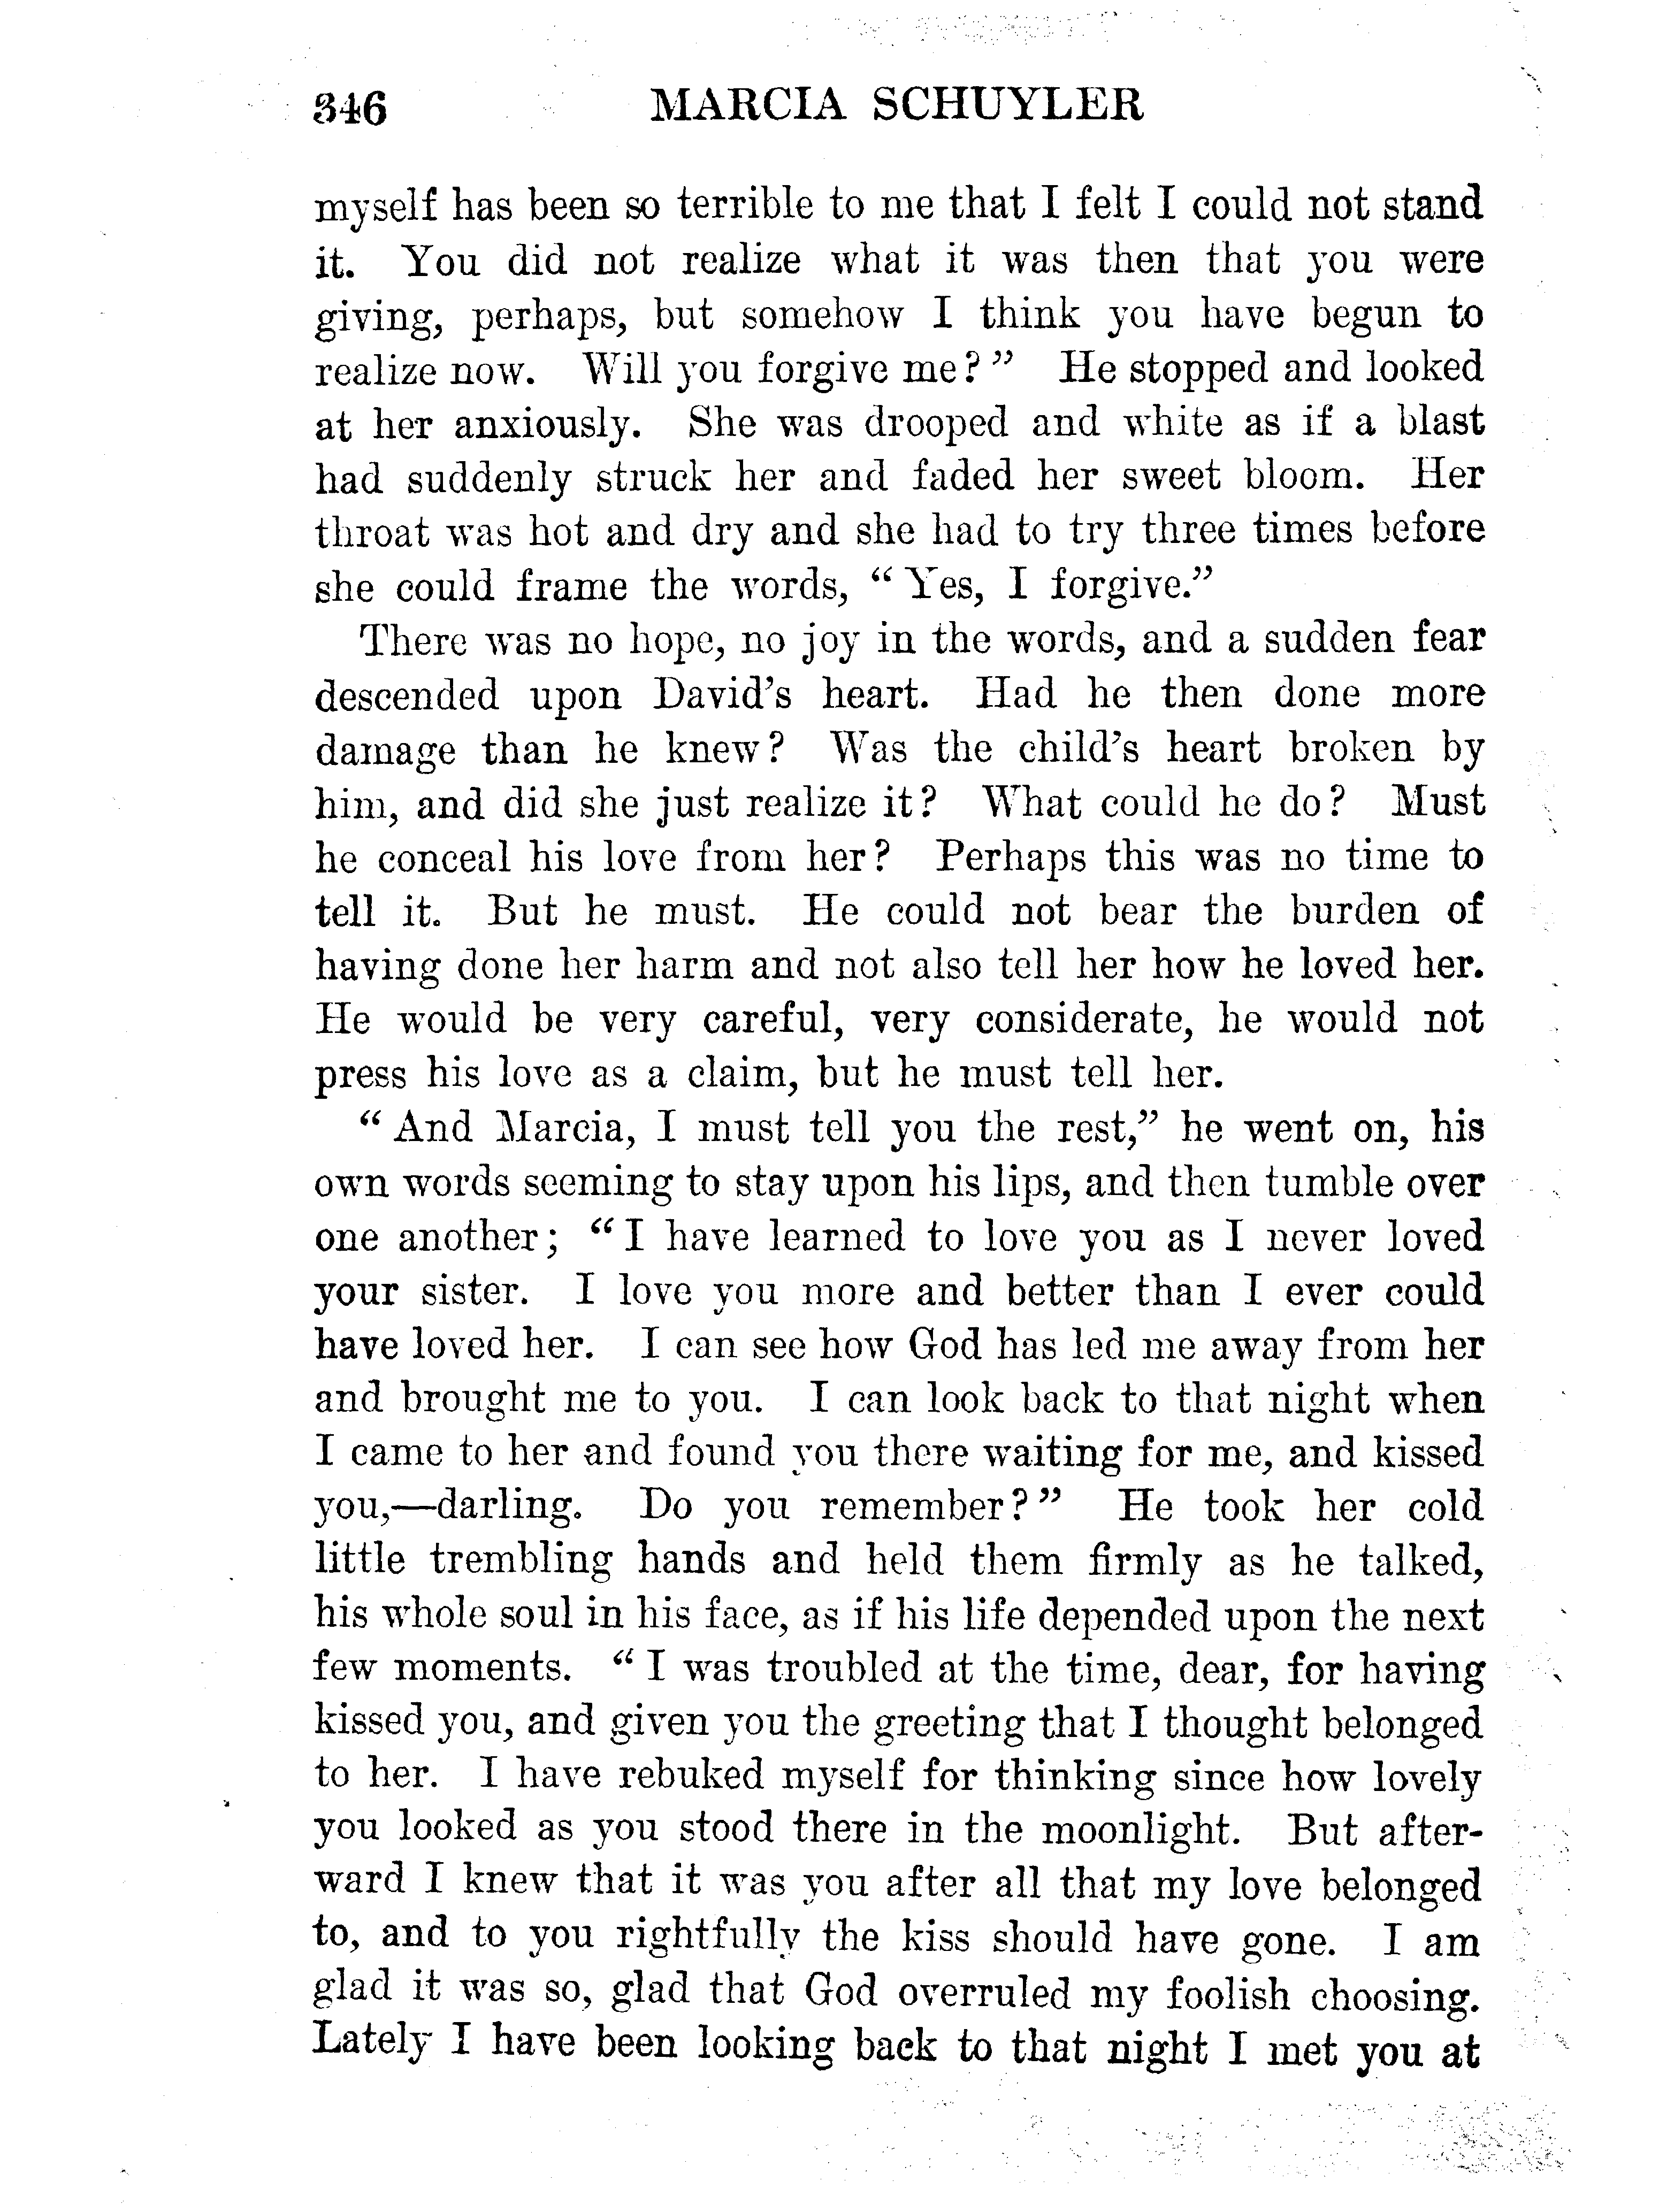 346 MARCIA SCHUYLER
myself has been so terrible to me that I felt I could not stand
it. You did not realize what it was then that you were
giving, perhaps, but somehow I think you have begun to
realize now. Will you forgive me?" He stopped and looked
at her anxiously. She was drooped and white as if a blast
had suddenly struck her and faded her sweet bloom. Her
throat was hot and dry and she had to try three times before
she could frame the words, "Yes, I forgive."
There was no hope, no joy in the words, and a sudden fear
descended upon David's heart. Had he then done more
damage than he knew? Was the child's heart broken by
him, and did she just realize it? What could he do? Must
he conceal his love from her? Perhaps this was no time to
tell it. But he must. He could not bear the burden of
having done her harm and not also tell her how he loved her.
He would be very careful, very considerate, he would not
press his love as a claim, but he must tell her.
"And Marcia, I must tell you the rest," he went on, his
own words seeming to stay upon his lips, and then tumble over
one another; "I have learned to love you as I never loved
your sister. I love you more and better than I ever could
have loved her. I can see how God has led me away from her
and brought me to you. I can look back to that night when
I came to her and found you there waiting for me, and kissed
you,—darling. Do you remember?" He took her cold
little trembling hands and held them firmly as he talked,
his whole soul in his face, as if his life depended upon the next
few moments. "I was troubled at the time, dear, for having
kissed you, and given you the greeting that I thought belonged
to her. I have rebuked myself for thinking since how lovely
you looked as you stood there in the moonlight. But after-
ward I knew that it was you after all that my love belonged
to, and to you rightfully the kiss should have gone. I am
glad it was so, glad that God overruled my foolish choosing.
Lately I have been looking back to that night I met you at